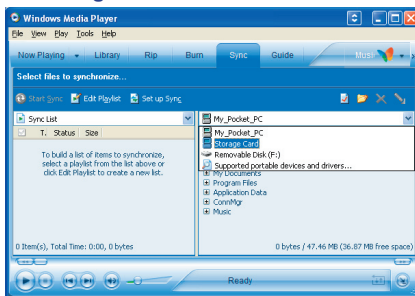 Windows Media Player
File View Play Tools Help
Now Playing Library Rip Burn Sync Guide Music
Select files to synchronize...
Start Sync Edit Playlist Set up Sync
Sync List My_Pocket_PC
T. Status Size
My_Pocket_PC
Storage Card
Removable Disk (F:)
Supported portable devices and drivers...
To build a list of items to synchronize,
select a playlist from the list above or
click Edit Playlist to create a new list.
My Documents
Program Files
Application Data
ConnMgr
Music
0 Item(s), Total Time: 0:00, 0 bytes 0 bytes / 47.46 MB (36.87 MB free space)
Ready